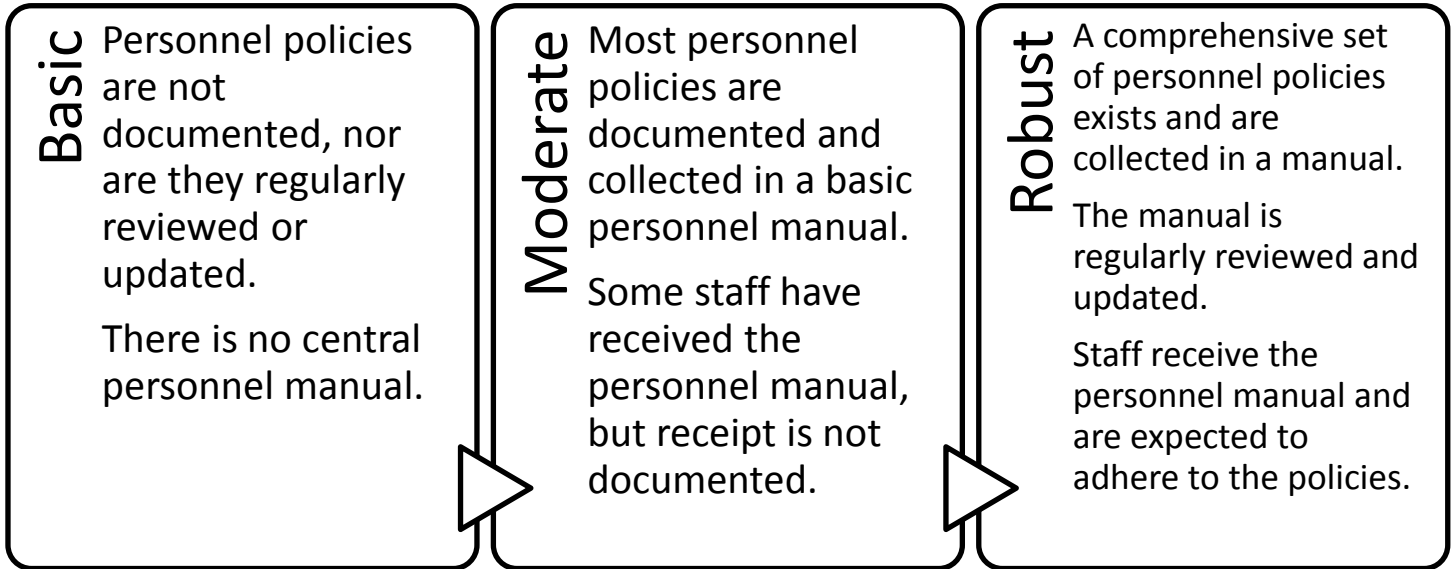 Basic
Personnel policies
are not
documented, nor
are they regularly
reviewed or
updated.
There is no central
personnel manual.
Moderate
Most personnel
policies are
documented and
collected in a basic
personnel manual.
Some staff have
received the
personnel manual,
but receipt is not
documented.
Robust
A comprehensive set
of personnel policies
exists and are
collected in a manual.
The manual is
regularly reviewed and
updated.
Staff receive the
personnel manual and
are expected to
adhere to the policies.